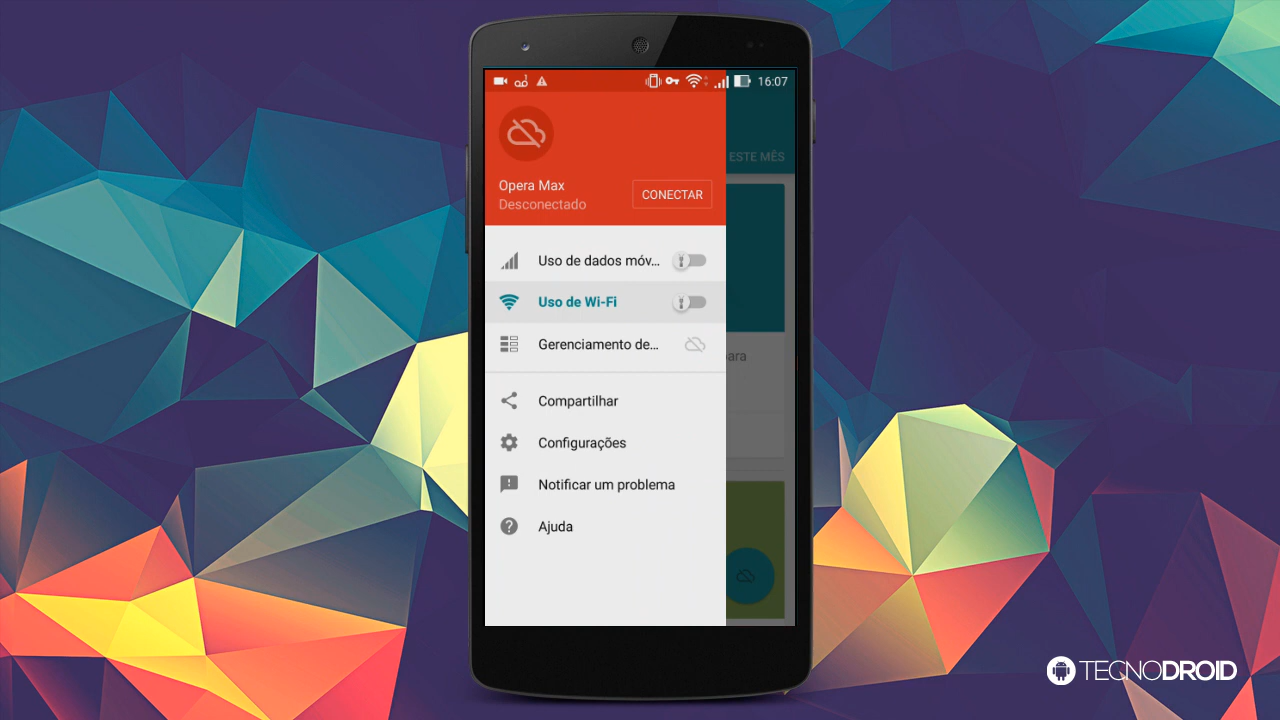 16:07
ESTE MÊS
Opera Max
Desconectado
CONECTAR
Uso de dados móv...
Uso de Wi-Fi
Gerenciamento de...
Compartilhar
Configurações
Notificar um problema
Ajuda
TECNODROID